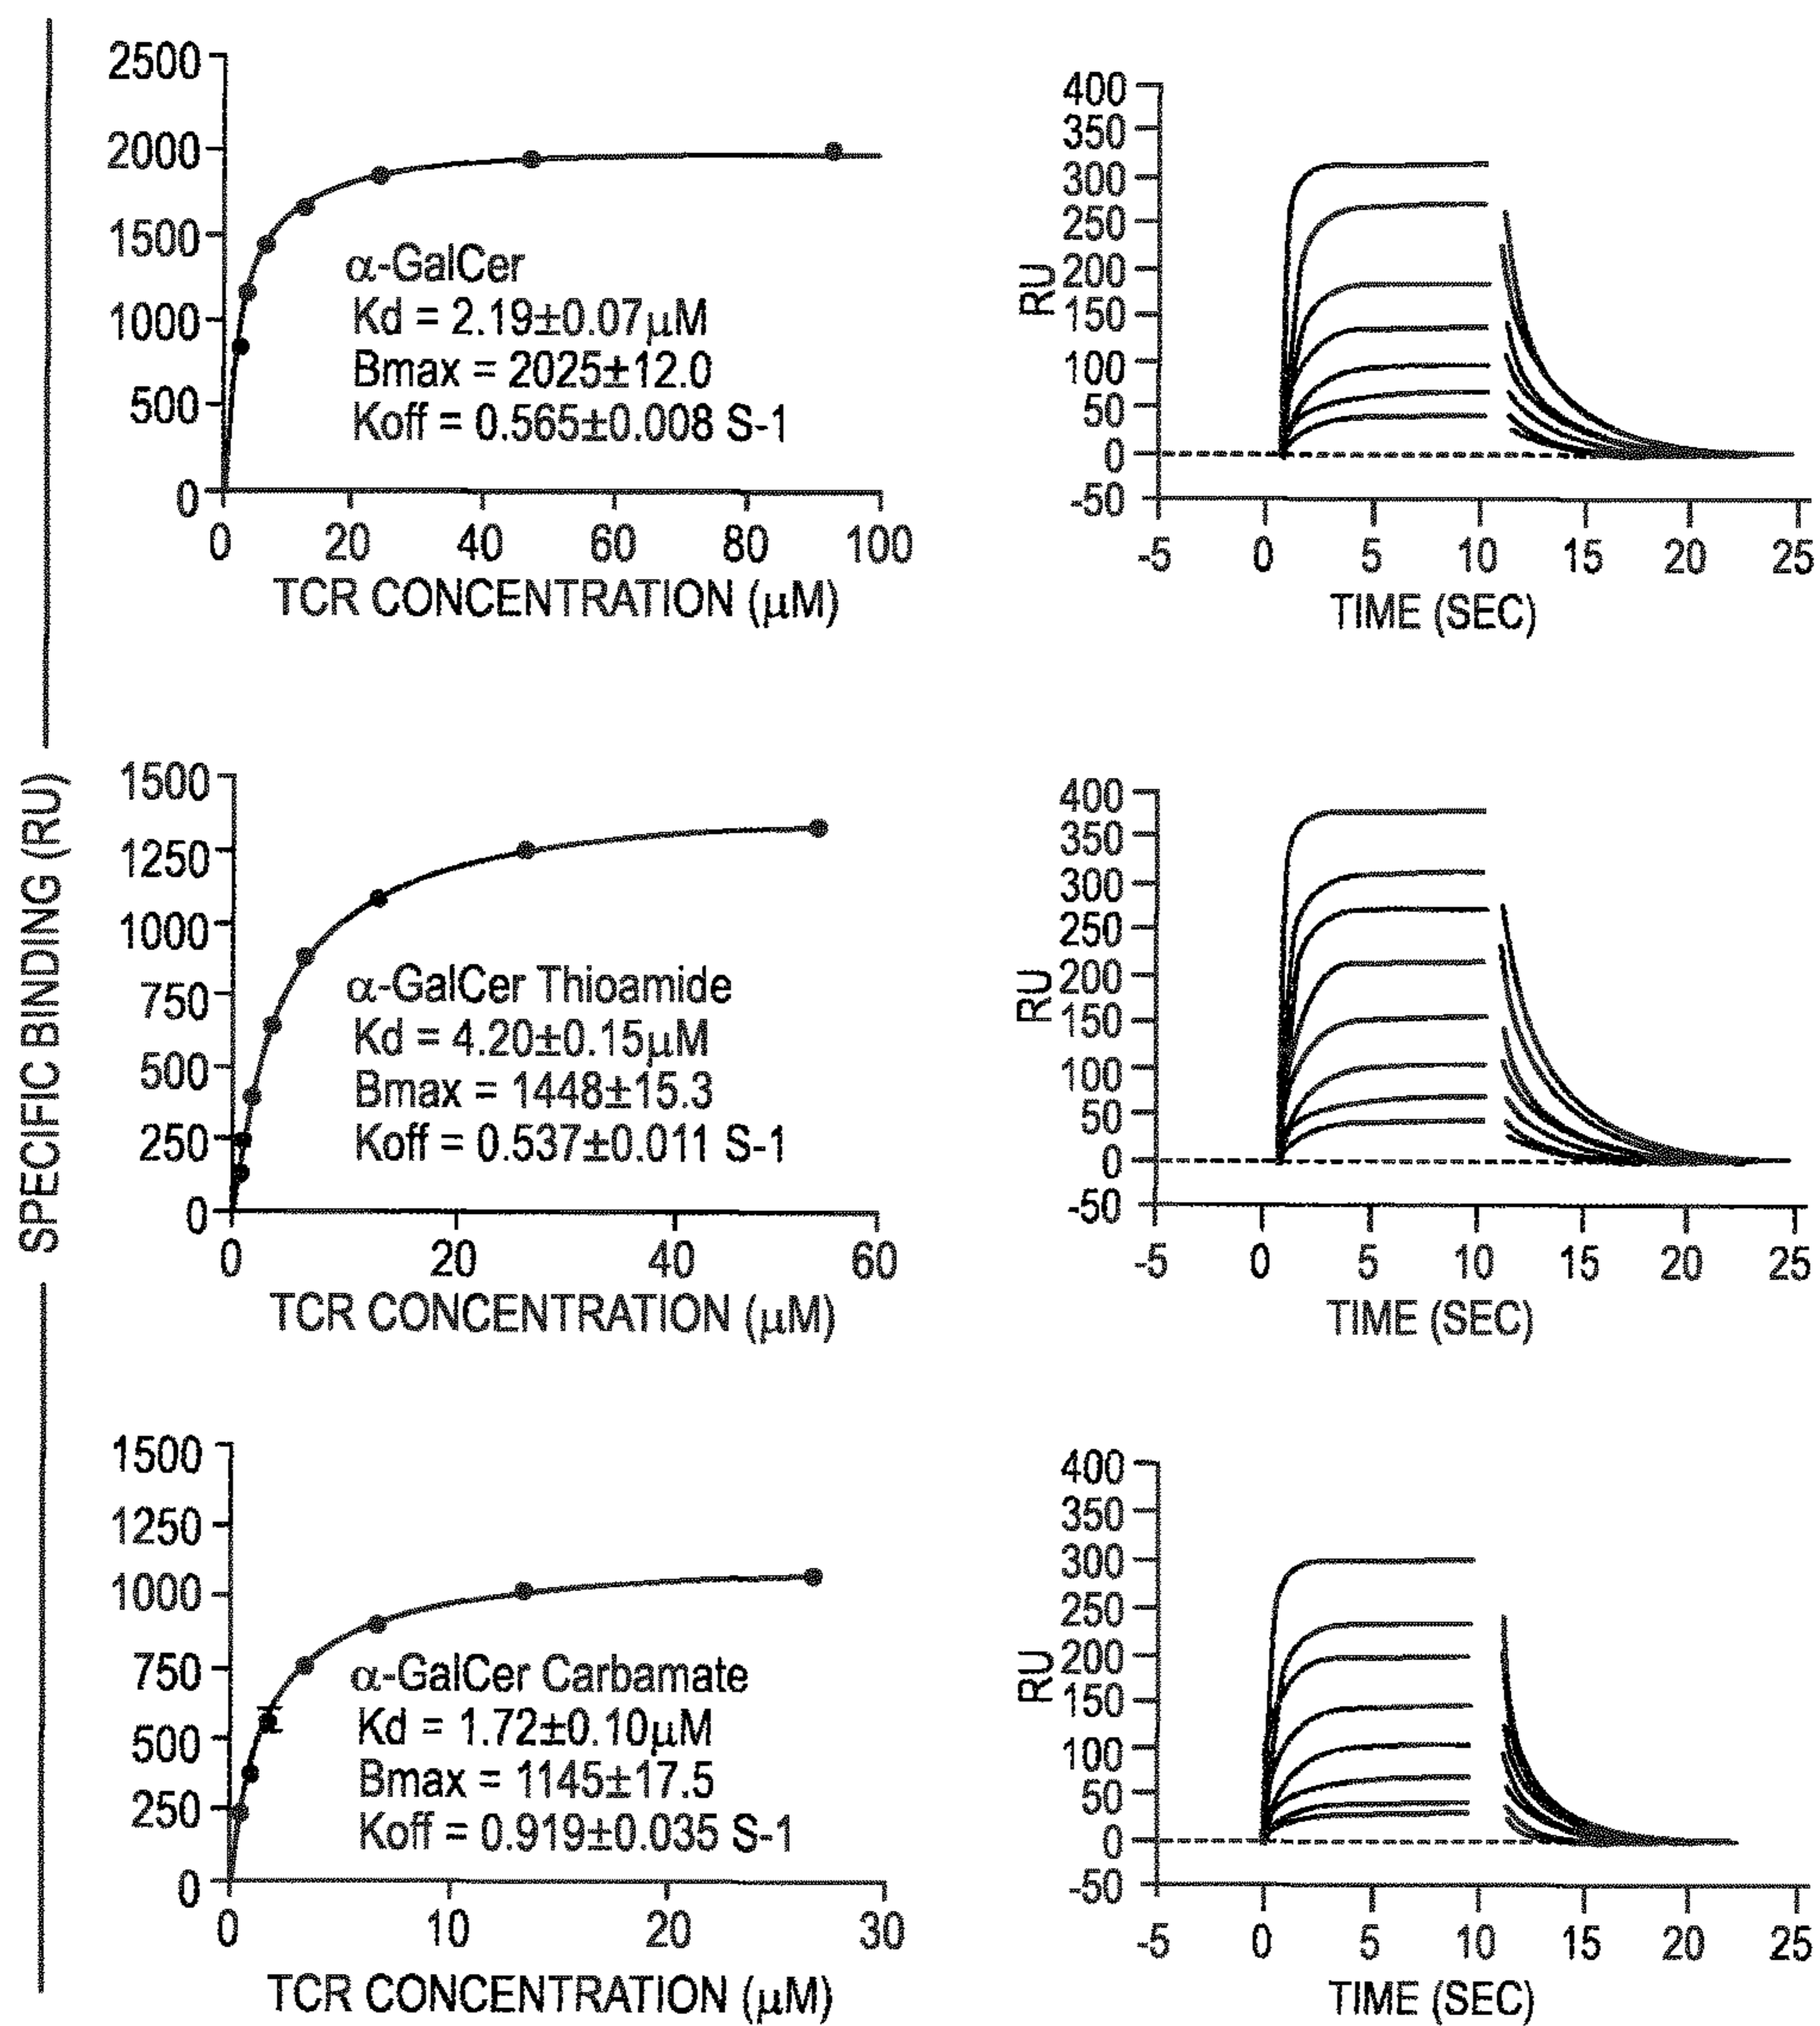 SPECIFIC BINDING (RU)
2500
2000
1500
1000
500
0
0 20 40 60 80 100
TCR CONCENTRATION (μM)
α-GalCer
Kd = 2.19±0.07μM
Bmax = 2025±12.0
Koff = 0.565±0.008 S-1
400
350
300
250
200
150
100
50
0
-50
RU
-5 0 5 10 15 20 25
TIME (SEC)
1500
1250
1000
750
500
250
0
0 20 40 60
TCR CONCENTRATION (μM)
α-GalCer Thioamide
Kd = 4.20±0.15μM
Bmax = 1448±15.3
Koff = 0.537±0.011 S-1
400
350
300
250
200
150
100
50
0
-50
RU
-5 0 5 10 15 20 25
TIME (SEC)
1500
1250
1000
750
500
250
0
0 10 20 30
TCR CONCENTRATION (μM)
α-GalCer Carbamate
Kd = 1.72±0.10μM
Bmax = 1145±17.5
Koff = 0.919±0.035 S-1
400
350
300
250
200
150
100
50
0
-50
RU
-5 0 5 10 15 20 25
TIME (SEC)